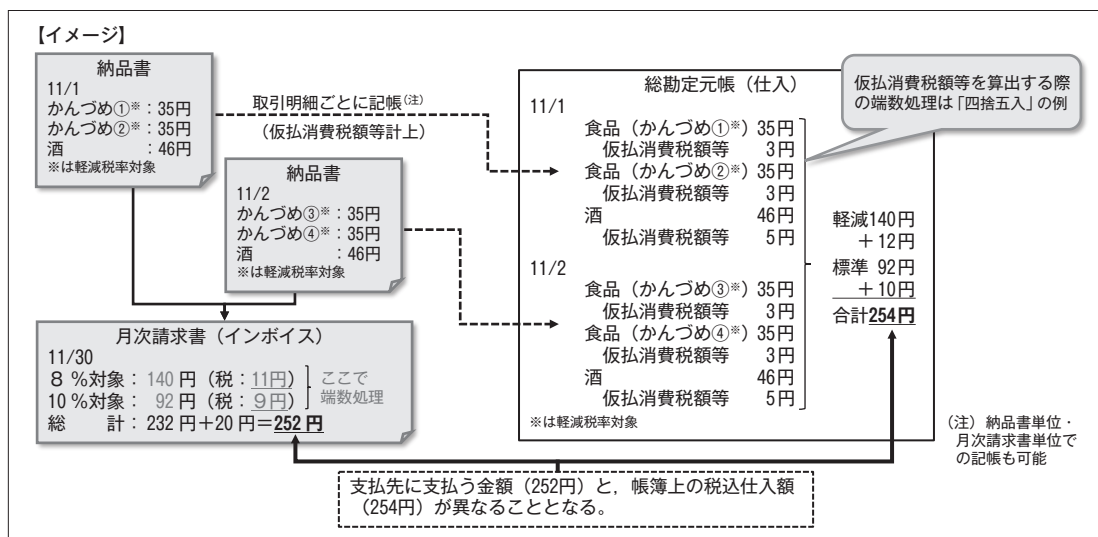 【イメージ】
納品書
11/1
かんづめ①※：35円
かんづめ②※：35円
酒　　　　：46円
※は軽減税率対象
取引明細ごとに記帳(注)
(仮払消費税額等計上)
納品書
11/2
かんづめ③※：35円
かんづめ④※：35円
酒　　　　：46円
※は軽減税率対象
月次請求書（インボイス）
11/30
8 %対象： 140 円（税：11円）
10 %対象： 92 円（税：9円）
ここで
端数処理
総　　計：232 円＋20 円＝252 円
総勘定元帳（仕入）
11/1
食品（かんづめ①※）35円
仮払消費税額等　3円
食品（かんづめ②※）35円
仮払消費税額等　3円
酒　46円
仮払消費税額等　5円
11/2
食品（かんづめ③※）35円
仮払消費税額等　3円
食品（かんづめ④※）35円
仮払消費税額等　3円
酒　46円
仮払消費税額等　5円
※は軽減税率対象
軽減140円
＋12円
標準 92円
＋10円
合計254円
仮払消費税額等を算出する際
の端数処理は「四捨五入」の例
（注）納品書単位・
月次請求書単位で
の記帳も可能
支払先に支払う金額（252円）と，帳簿上の税込仕入額
（254円）が異なることとなる。